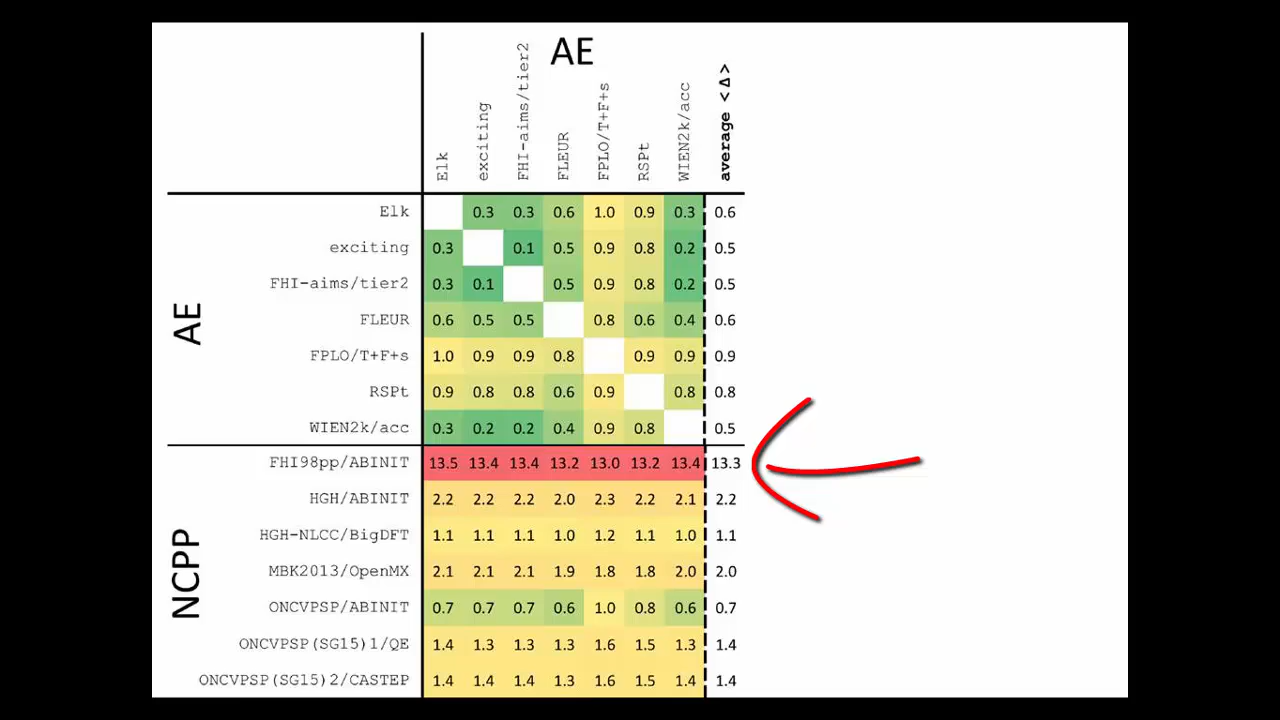 AE
Elk exciting FHI-aims/tier2 FLEUR FPLO/T+F+s RSPt WIEN2k/acc average <Δ>
AE
Elk 0.3 0.3 0.6 1.0 0.9 0.3 0.6
exciting 0.3 0.1 0.5 0.9 0.8 0.2 0.5
FHI-aims/tier2 0.3 0.1 0.5 0.9 0.8 0.2 0.5
FLEUR 0.6 0.5 0.5 0.8 0.6 0.4 0.6
FPLO/T+F+s 1.0 0.9 0.9 0.8 0.9 0.9 0.9
RSPt 0.9 0.8 0.8 0.6 0.9 0.8 0.8
WIEN2k/acc 0.3 0.2 0.2 0.4 0.9 0.8 0.5
NCPP
FHI98pp/ABINIT 13.5 13.4 13.4 13.2 13.0 13.2 13.4 13.3
HGH/ABINIT 2.2 2.2 2.2 2.0 2.3 2.2 2.1 2.2
HGH-NLCC/BigDFT 1.1 1.1 1.1 1.0 1.2 1.1 1.0 1.1
MBK2013/OpenMX 2.1 2.1 2.1 1.9 1.8 1.8 2.0 2.0
ONCVPSP/ABINIT 0.7 0.7 0.7 0.6 1.0 0.8 0.6 0.7
ONCVPSP(SG15)1/QE 1.4 1.3 1.3 1.3 1.6 1.5 1.3 1.4
ONCVPSP(SG15)2/CASTEP 1.4 1.4 1.4 1.3 1.6 1.5 1.4 1.4